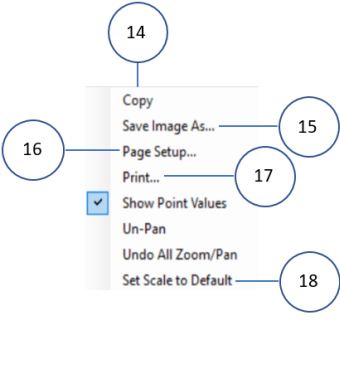 14
Copy
Save Image As...
15
16
Page Setup...
Print...
17
Show Point Values
Un-Pan
Undo All Zoom/Pan
Set Scale to Default
18